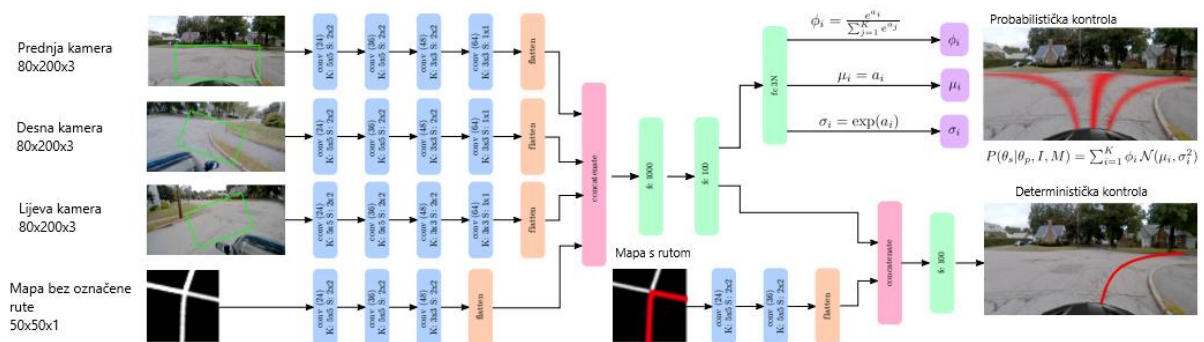 Prednja kamera
80x200x3
conv (24)
K: 5x5 S: 2x2
conv (36)
K: 5x5 S: 2x2
conv (48)
K: 3x3 S: 2x2
conv (64)
K: 3x3 S: 1x1
flatten
Desna kamera
80x200x3
conv (24)
K: 5x5 S: 2x2
conv (36)
K: 5x5 S: 2x2
conv (48)
K: 3x3 S: 2x2
conv (64)
K: 3x3 S: 1x1
flatten
Lijeva kamera
80x200x3
conv (24)
K: 5x5 S: 2x2
conv (36)
K: 5x5 S: 2x2
conv (48)
K: 3x3 S: 2x2
conv (64)
K: 3x3 S: 1x1
flatten
Mapa bez označene
rute
50x50x1
conv (24)
K: 5x5 S: 2x2
conv (36)
K: 5x5 S: 2x2
conv (48)
K: 3x3 S: 2x2
flatten
concatenate
fc 1000
fc 100
fc 3N
ϕ_i = e^{a_i} / ∑_{j=1}^{K} e^{a_j}
ϕ_i
μ_i = a_i
μ_i
σ_i = exp(a_i)
σ_i
Probabilistička kontrola
P(θ_s|θ_p, I, M) = ∑_{i=1}^{K} ϕ_i N(μ_i, σ_i^2)
Mapa s rutom
conv (24)
K: 5x5 S: 2x2
conv (36)
K: 5x5 S: 2x2
flatten
concatenate
fc 100
Deterministička kontrola